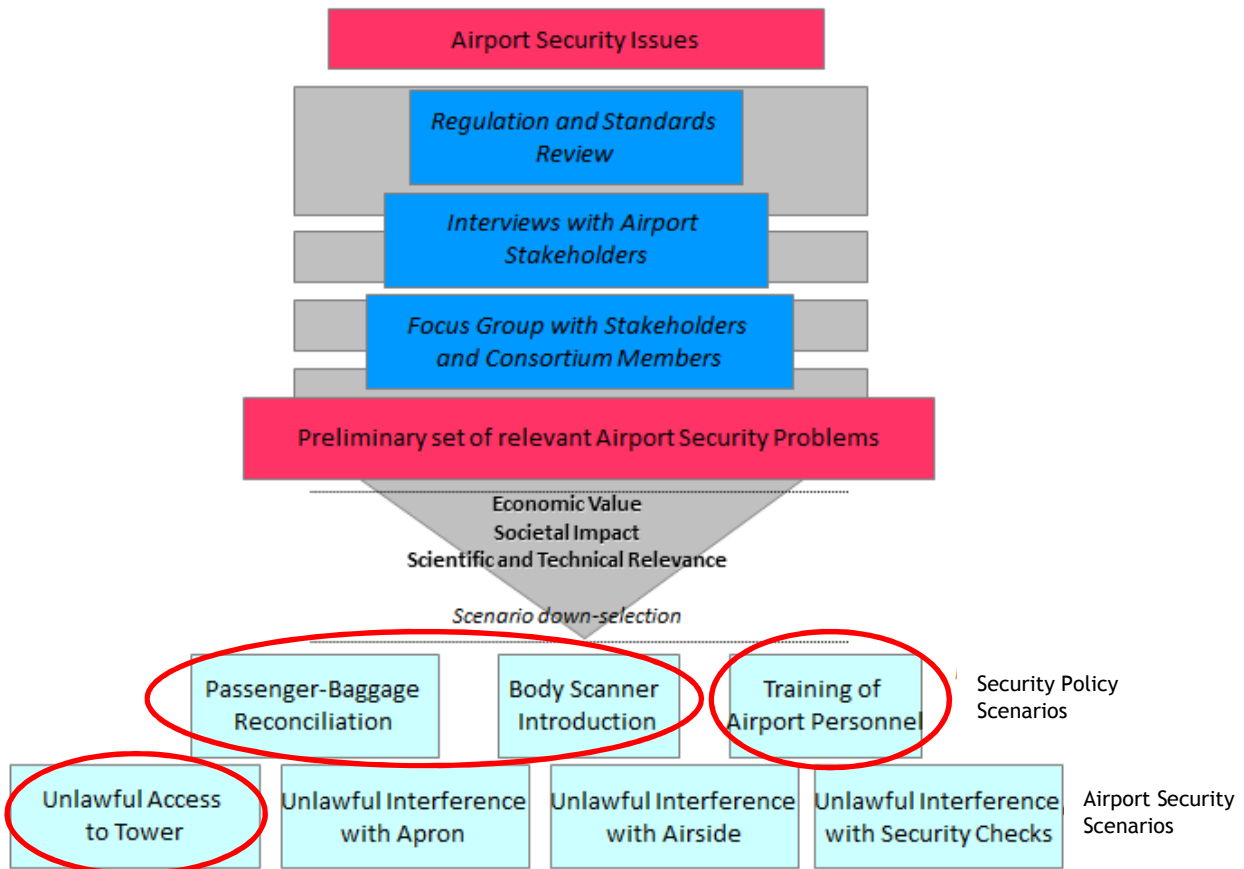 Airport Security Issues
Regulation and Standards
Review
Interviews with Airport
Stakeholders
Focus Group with Stakeholders
and Consortium Members
Preliminary set of relevant Airport Security Problems
Economic Value
Societal Impact
Scientific and Technical Relevance
Scenario down-selection
Passenger-Baggage
Reconciliation
Body Scanner
Introduction
Training of
Airport Personnel
Security Policy
Scenarios
Unlawful Access
to Tower
Unlawful Interference
with Apron
Unlawful Interference
with Airside
Unlawful Interference
with Security Checks
Airport Security
Scenarios